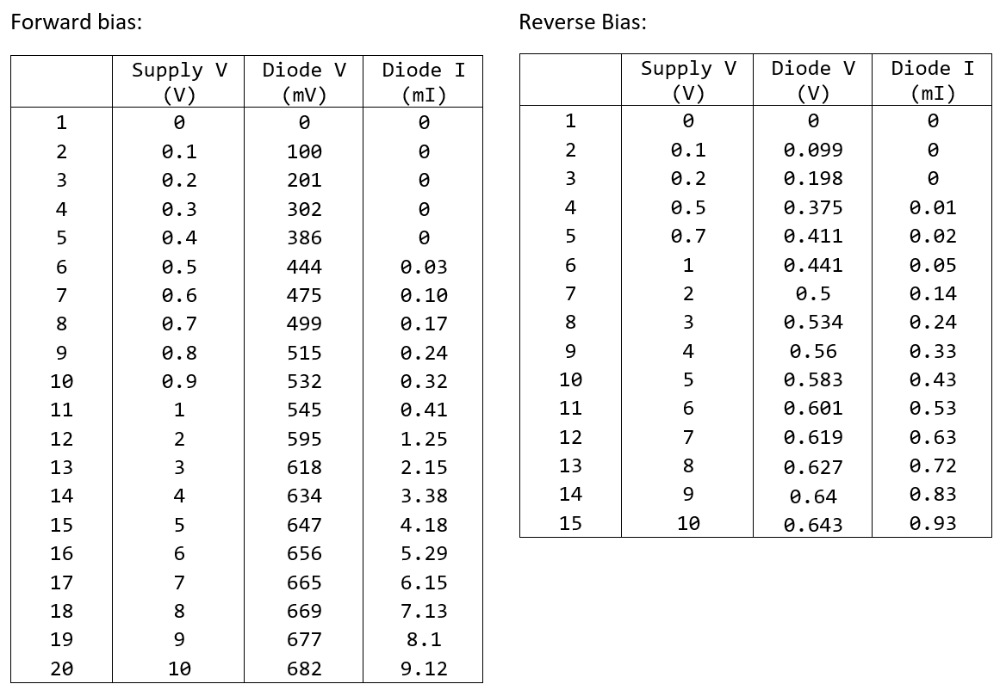 Forward bias:
Supply V (V) Diode V (mV) Diode I (mI)
1 0 0 0
2 0.1 100 0
3 0.2 201 0
4 0.3 302 0
5 0.4 386 0
6 0.5 444 0.03
7 0.6 475 0.10
8 0.7 499 0.17
9 0.8 515 0.24
10 0.9 532 0.32
11 1 545 0.41
12 2 595 1.25
13 3 618 2.15
14 4 634 3.38
15 5 647 4.18
16 6 656 5.29
17 7 665 6.15
18 8 669 7.13
19 9 677 8.1
20 10 682 9.12
Reverse Bias:
Supply V (V) Diode V (V) Diode I (mI)
1 0 0 0
2 0.1 0.099 0
3 0.2 0.198 0
4 0.5 0.375 0.01
5 0.7 0.411 0.02
6 1 0.441 0.05
7 2 0.5 0.14
8 3 0.534 0.24
9 4 0.56 0.33
10 5 0.583 0.43
11 6 0.601 0.53
12 7 0.619 0.63
13 8 0.627 0.72
14 9 0.64 0.83
15 10 0.643 0.93